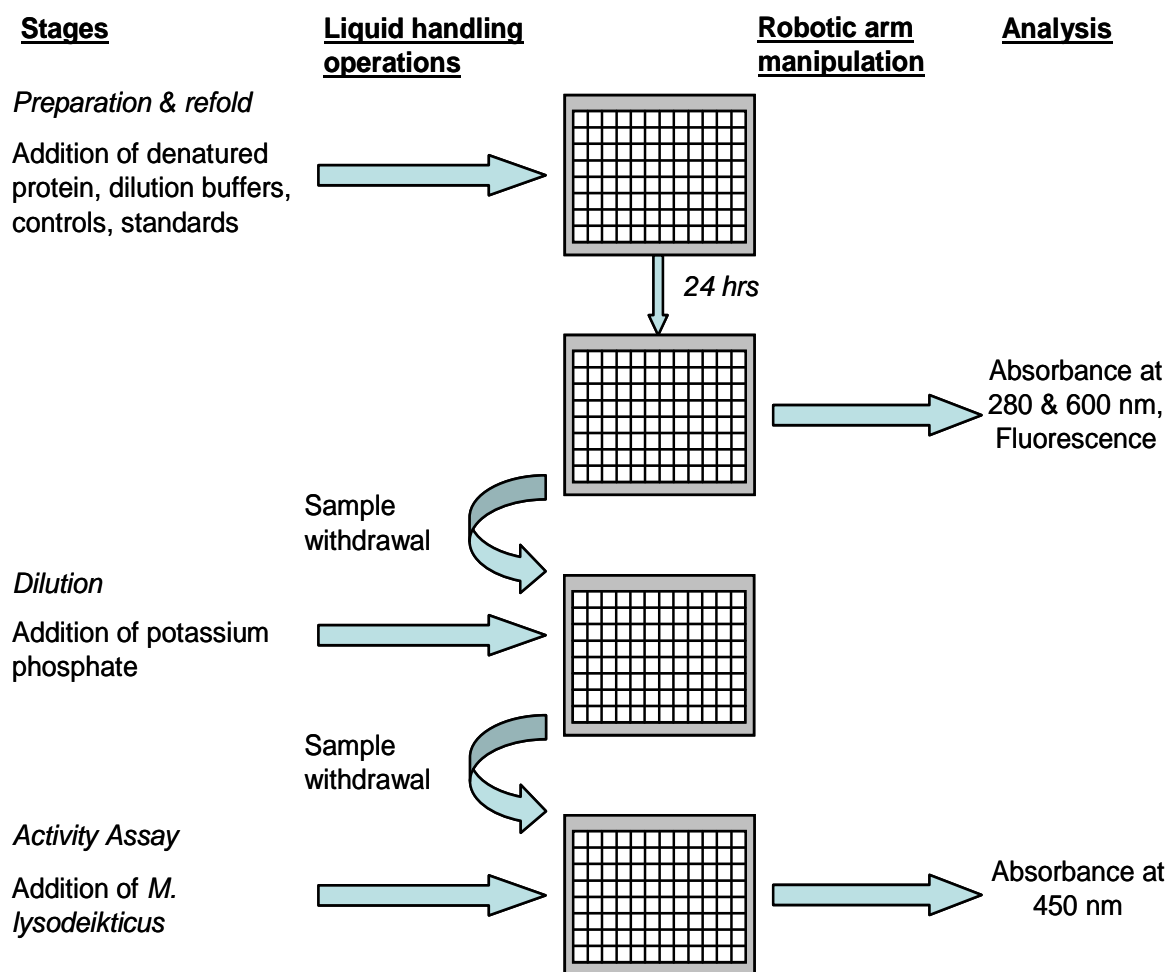 Stages
Liquid handling
operations
Robotic arm
manipulation
Analysis
Preparation & refold
Addition of denatured
protein, dilution buffers,
controls, standards
24 hrs
Absorbance at
280 & 600 nm,
Fluorescence
Sample
withdrawal
Dilution
Addition of potassium
phosphate
Sample
withdrawal
Activity Assay
Addition of M.
lysodeikticus
Absorbance at
450 nm